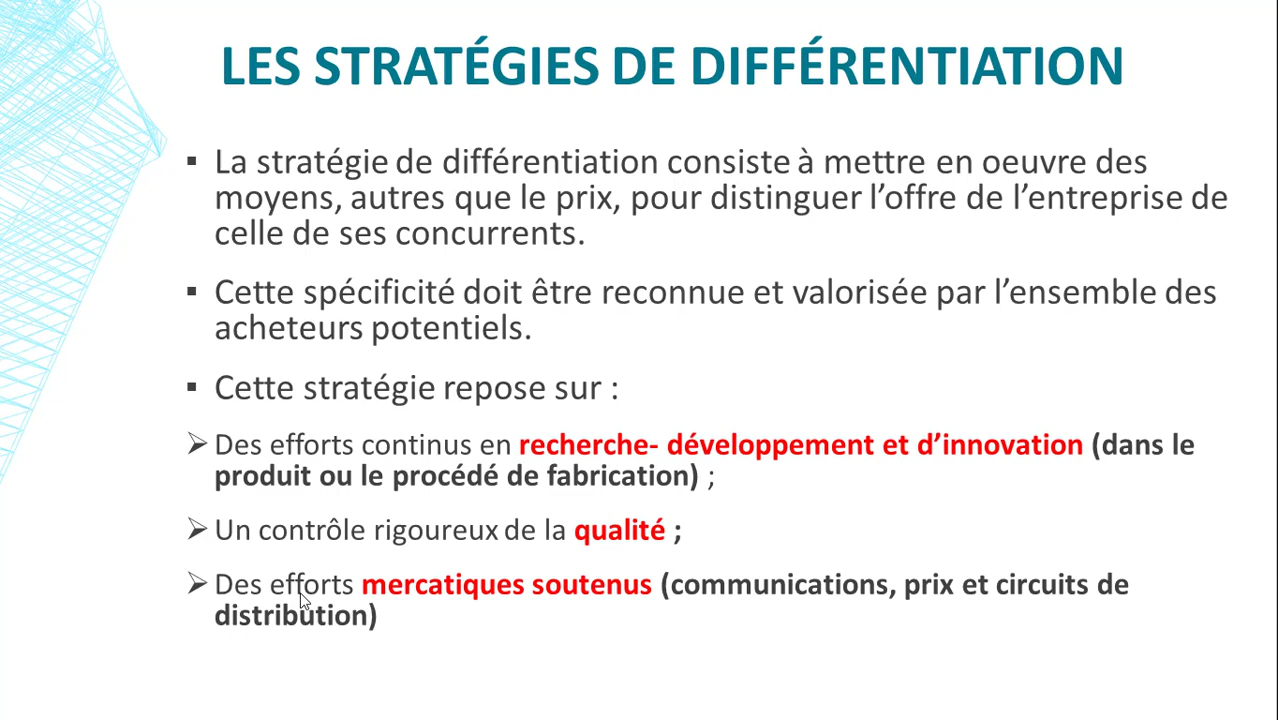 LES STRATÉGIES DE DIFFÉRENTIATION
▪ La stratégie de différentiation consiste à mettre en oeuvre des
moyens, autres que le prix, pour distinguer l’offre de l’entreprise de
celle de ses concurrents.
▪ Cette spécificité doit être reconnue et valorisée par l’ensemble des
acheteurs potentiels.
▪ Cette stratégie repose sur :
➢ Des efforts continus en recherche- développement et d’innovation (dans le
produit ou le procédé de fabrication) ;
➢ Un contrôle rigoureux de la qualité ;
➢ Des efforts mercatiques soutenus (communications, prix et circuits de
distribution)